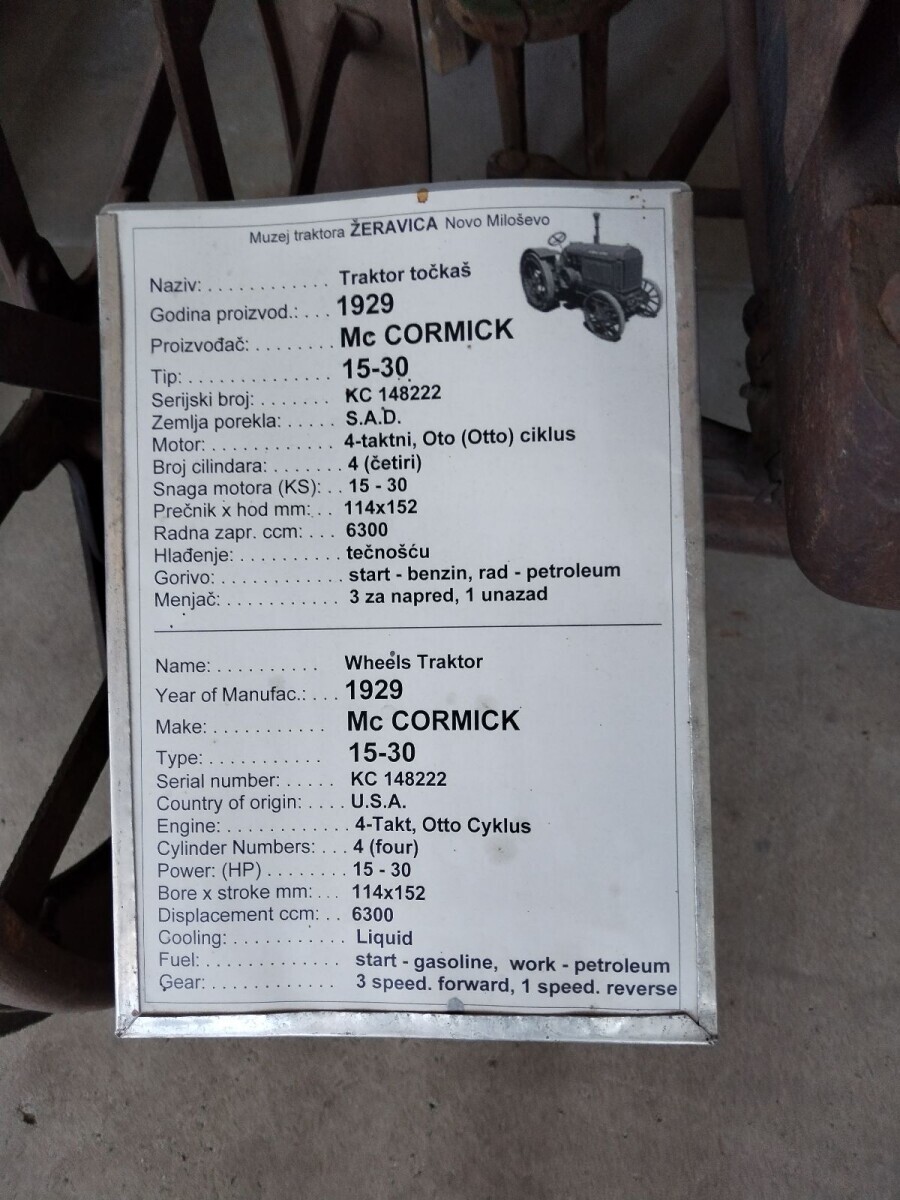 Muzej traktora ŽERAVICA Novo Miloševo
Naziv: . . . . . . . . . . . . Traktor točkaš
Godina proizvod.: . . . 1929
Proizvođač: . . . . . . . . Mc CORMICK
Tip: . . . . . . . . . . . . . . 15-30
Serijski broj: . . . . . . . KC 148222
Zemlja porekla: . . . . . S.A.D.
Motor: . . . . . . . . . . . . 4-taktni, Oto (Otto) ciklus
Broj cilindara: . . . . . . . 4 (četiri)
Snaga motora (KS): . . 15 - 30
Prečnik x hod mm: . . 114x152
Radna zapr. ccm: . . . 6300
Hlađenje: . . . . . . . . . . tečnošću
Gorivo: . . . . . . . . . . . . start - benzin, rad - petroleum
Menjač: . . . . . . . . . . . 3 za napred, 1 unazad
Name: . . . . . . . . . . Wheels Traktor
Year of Manufac.: . . . 1929
Make: . . . . . . . . . . . Mc CORMICK
Type: . . . . . . . . . . . 15-30
Serial number: . . . . . KC 148222
Country of origin: . . . . U.S.A.
Engine: . . . . . . . . . . . . 4-Takt, Otto Cyklus
Cylinder Numbers: . . . 4 (four)
Power: (HP) . . . . . . . . 15 - 30
Bore x stroke mm: . . . 114x152
Displacement ccm: . . 6300
Cooling: . . . . . . . . . . . Liquid
Fuel: . . . . . . . . . . . . . start - gasoline, work - petroleum
Gear: . . . . . . . . . . . . 3 speed. forward, 1 speed. reverse